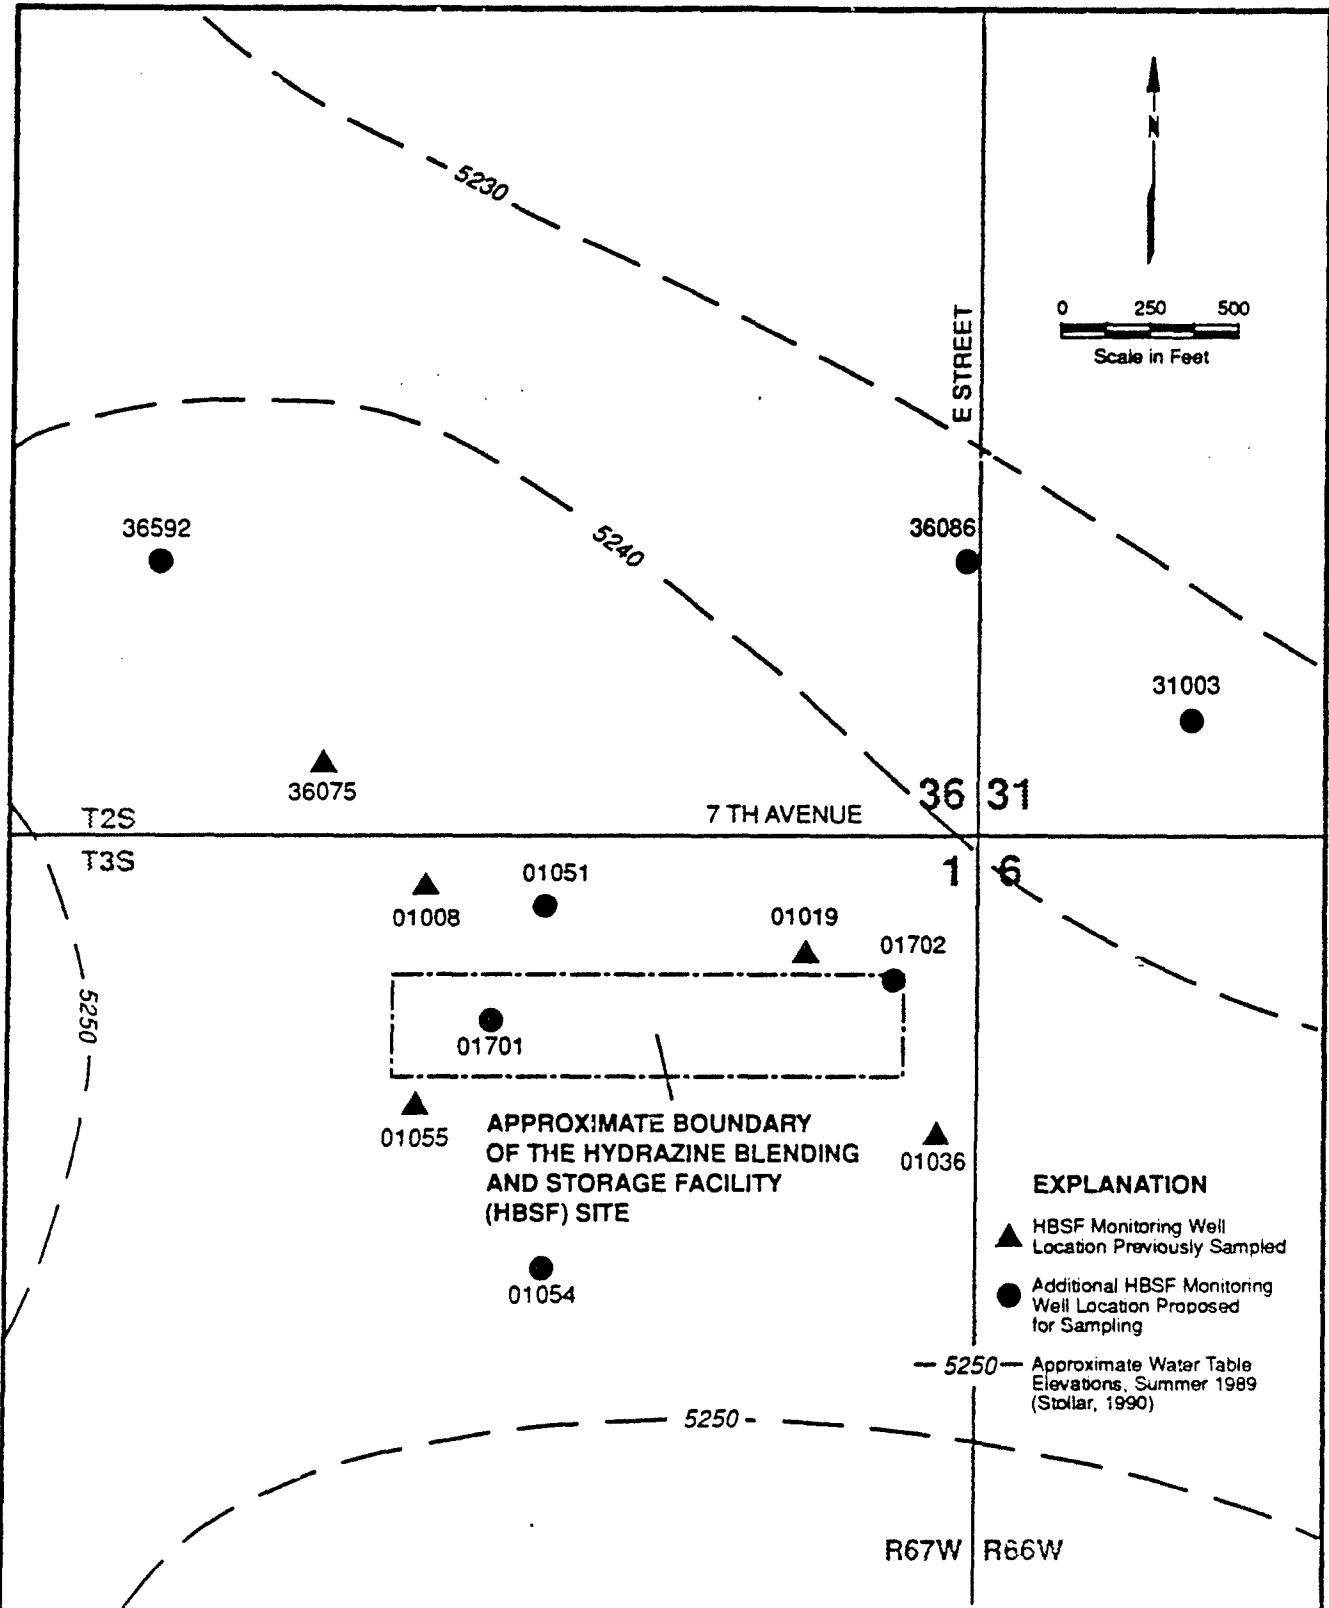 N
0 250 500
Scale in Feet
E STREET
5230
5240
36592
36086
31003
36075
36 31
7 TH AVENUE
T2S
T3S
1 6
01008
01051
01019
01702
5250
01701
01055
01036
APPROXIMATE BOUNDARY
OF THE HYDRAZINE BLENDING
AND STORAGE FACILITY
(HBSF) SITE
01054
EXPLANATION
HBSF Monitoring Well
Location Previously Sampled
Additional HBSF Monitoring
Well Location Proposed
for Sampling
5250
Approximate Water Table
Elevations, Summer 1989
(Stollar, 1990)
5250
R67W R66W